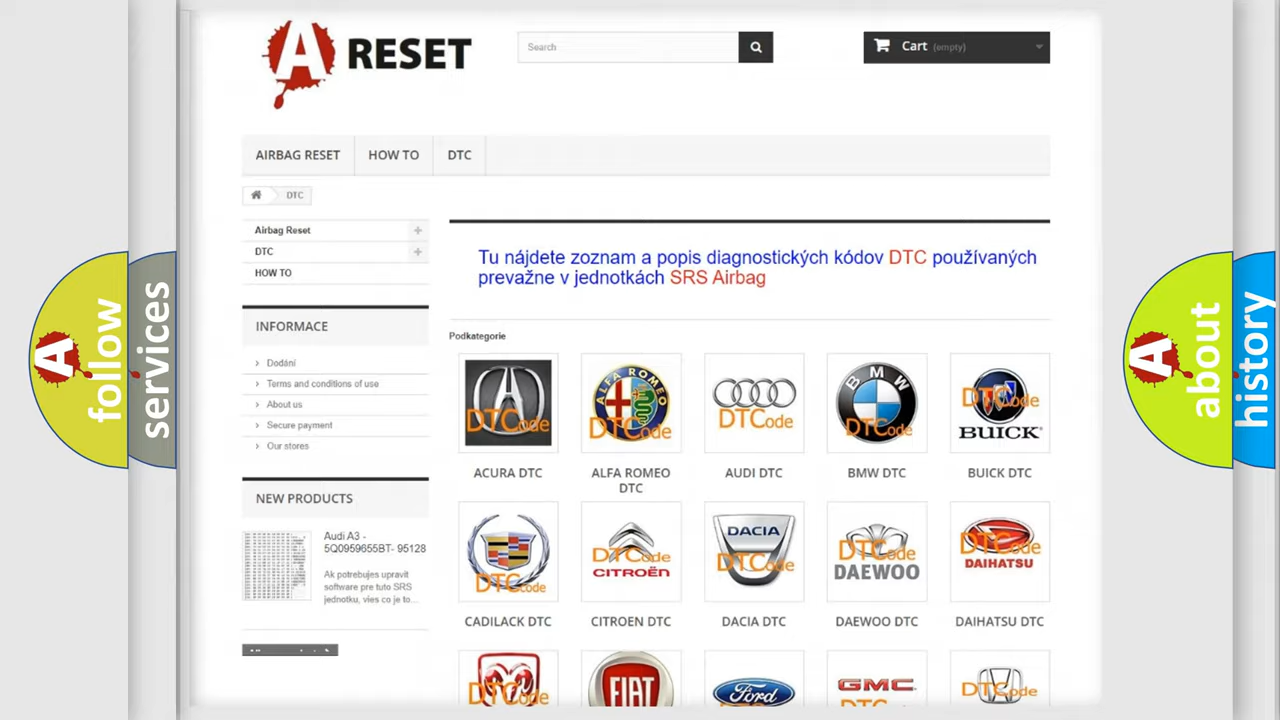 A RESET
Search
Cart (empty)
AIRBAG RESET
HOW TO
DTC
DTC
Airbag Reset
DTC
HOW TO
INFORMACE
Dodání
Terms and conditions of use
About us
Secure payment
Our stores
NEW PRODUCTS
Audi A3 -
5Q0959655BT- 95128
Ak potrebujes upravit
software pre tuto SRS
jednotku, vies co je to...
Tu nájdete zoznam a popis diagnostických kódov DTC používaných
prevažne v jednotkách SRS Airbag
Podkategorie
DTCode
ALFA ROMEO
DTCode
DTCode
BMW
DTCode
DTCode
BUICK
ACURA DTC
ALFA ROMEO
DTC
AUDI DTC
BMW DTC
BUICK DTC
DTCode
DTCode
CITROËN
DACIA
DTCode
DTCode
DAEWOO
DTCode
DAIHATSU
CADILACK DTC
CITROEN DTC
DACIA DTC
DAEWOO DTC
DAIHATSU DTC
DTCode
FIAT
Ford
GMC
DTCode
A follow
services
A about
history